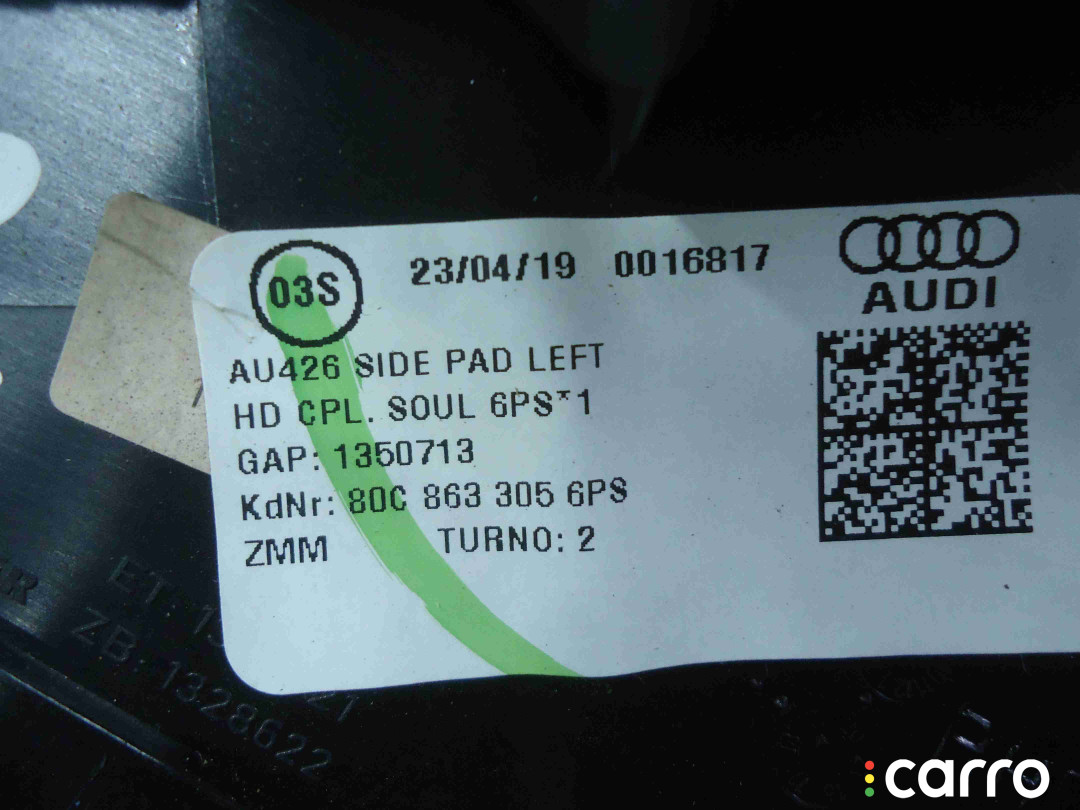 03S 23/04/19 0016817
AUDI
AU426 SIDE PAD LEFT
HD CPL. SOUL 6PS*1
GAP: 1350713
KdNr: 80C 863 305 6PS
ZMM TURNO: 2
ET
ZB 1328622
carro